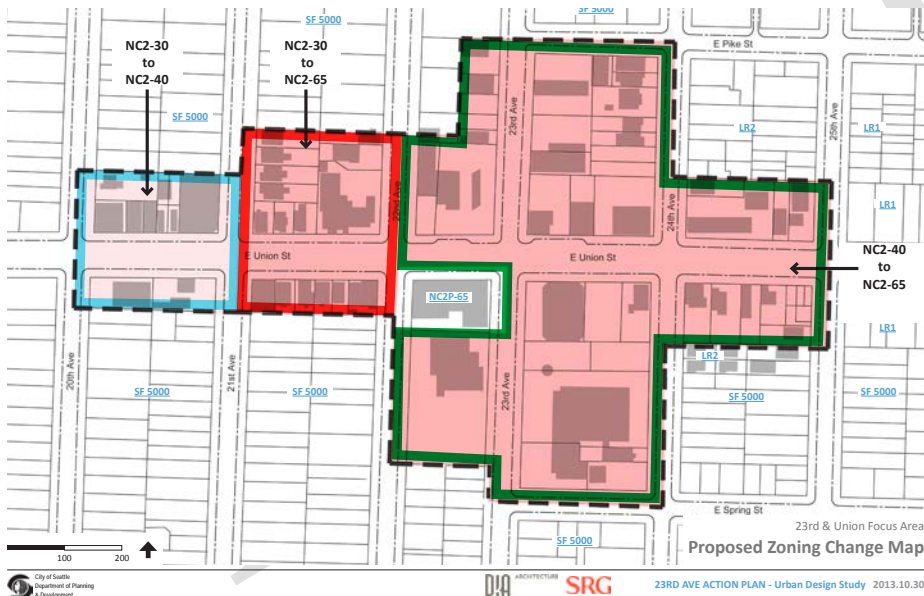 SF 5000
SF 5000
NC2-30
to
NC2-40
NC2-30
to
NC2-65
E Pike St
SF 5000
23rd Ave
LR2
25th Ave
LR1
LR1
22nd Ave
24th Ave
E Union St
E Union St
NC2-40
to
NC2-65
NC2P-65
LR1
LR2
20th Ave
21st Ave
SF 5000
SF 5000
23rd Ave
SF 5000
SF 5000
E Spring St
SF 5000
23rd & Union Focus Area
Proposed Zoning Change Map
100 200
City of Seattle
Department of Planning
& Development
ARCHITECTURE
SRG
23RD AVE ACTION PLAN - Urban Design Study 2013.10.30